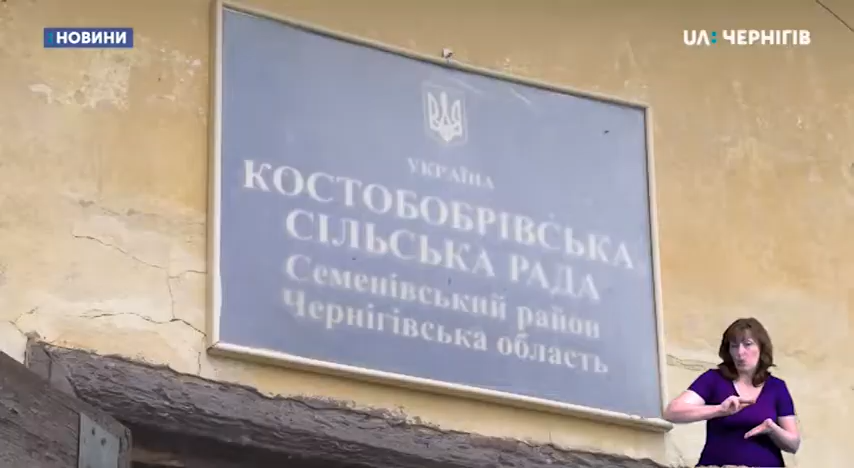 НОВИНИ
UA: ЧЕРНІГІВ
УКРАЇНА
КОСТОБОБРІВСЬКА
СІЛЬСЬКА РАДА
Семенівський район
Чернігівська область